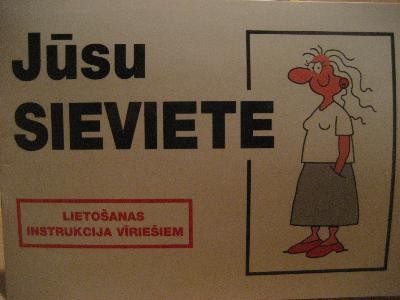 Jūsu
SIEVIETE
LIETOŠANAS
INSTRUKCIJA VĪRIEŠIEM